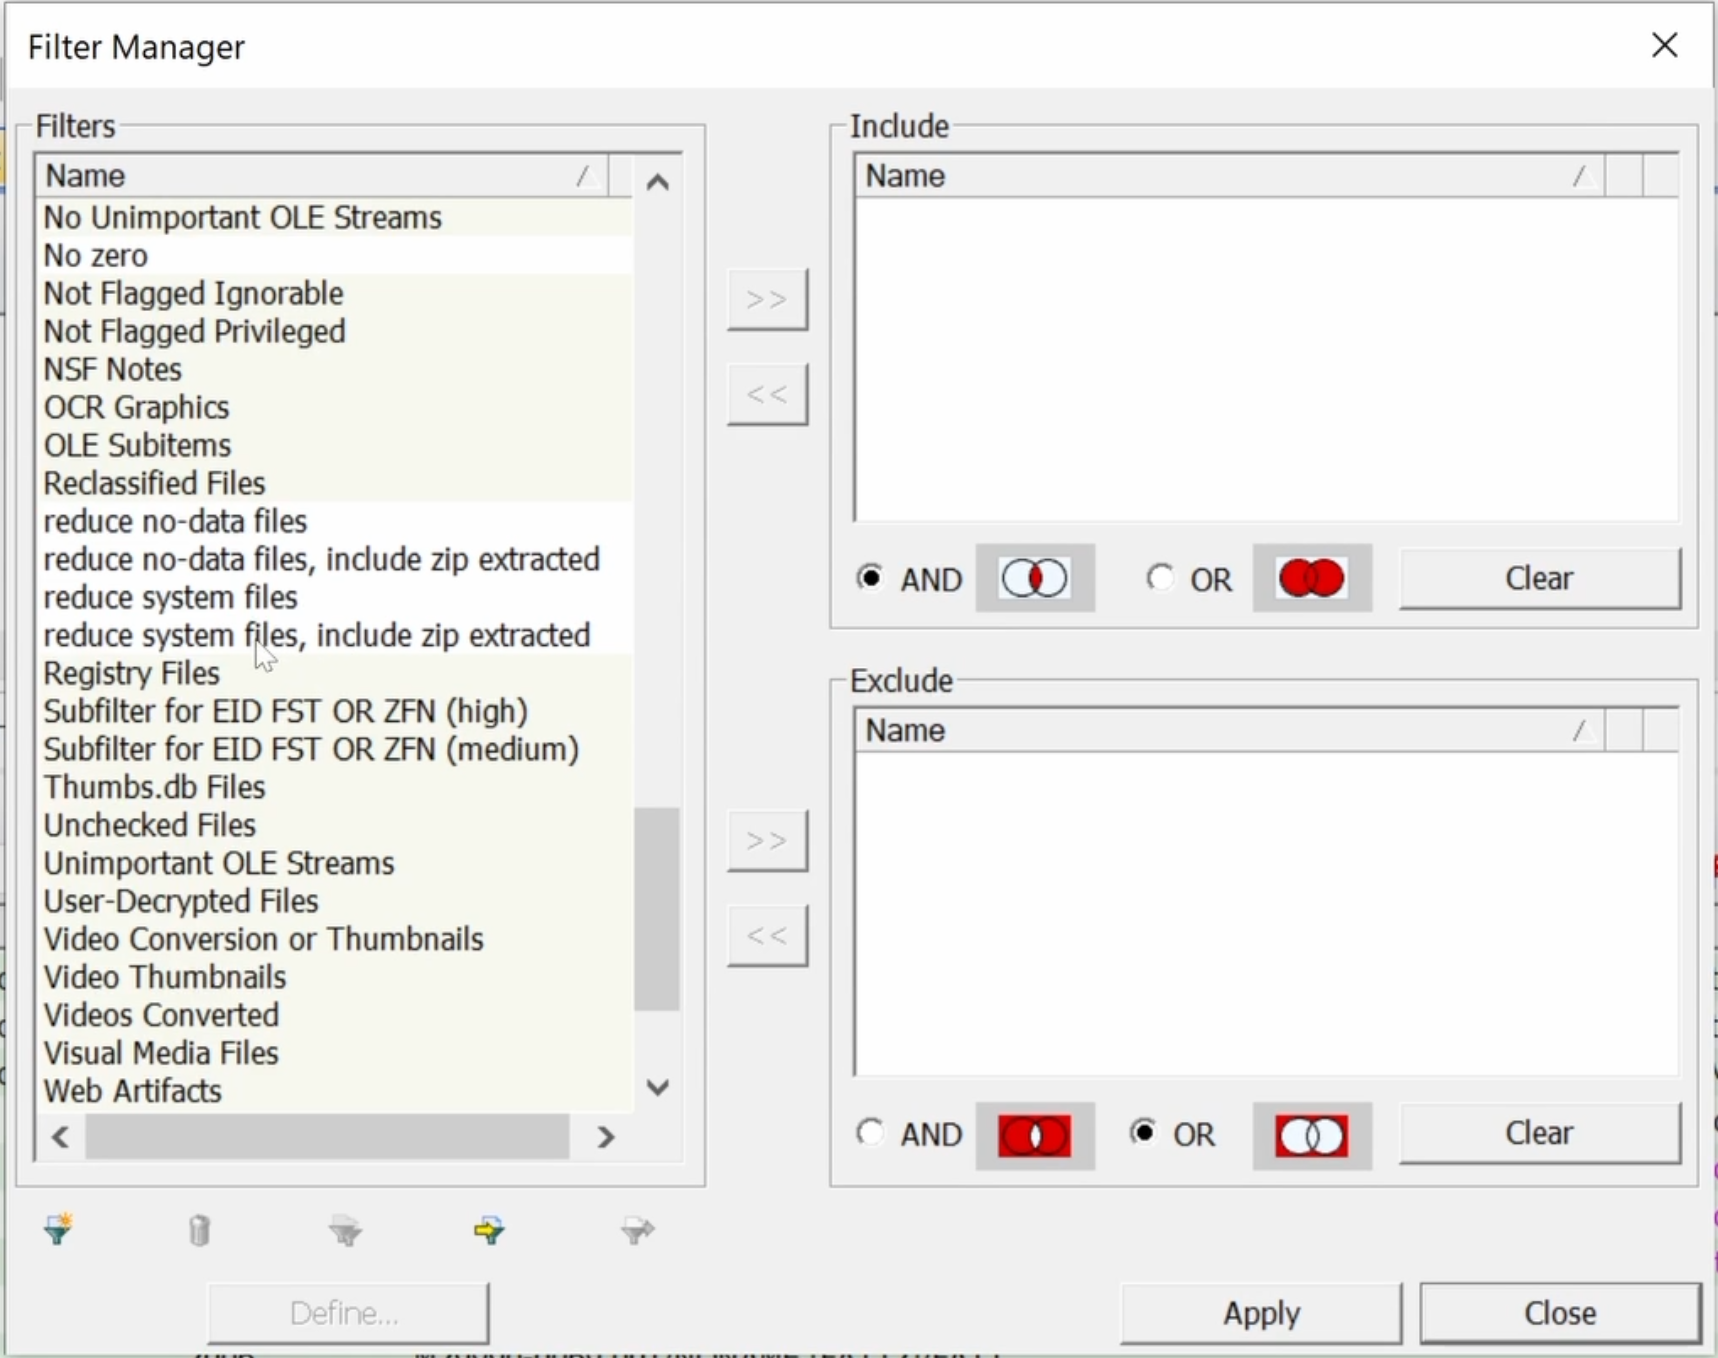 Filter Manager
Filters
Name
No Unimportant OLE Streams
No zero
Not Flagged Ignorable
Not Flagged Privileged
NSF Notes
OCR Graphics
OLE Subitems
Reclassified Files
reduce no-data files
reduce no-data files, include zip extracted
reduce system files
reduce system files, include zip extracted
Registry Files
Subfilter for EID FST OR ZFN (high)
Subfilter for EID FST OR ZFN (medium)
Thumbs.db Files
Unchecked Files
Unimportant OLE Streams
User-Decrypted Files
Video Conversion or Thumbnails
Video Thumbnails
Videos Converted
Visual Media Files
Web Artifacts
Define...
>>
<<
>>
<<
Include
Name
AND
OR
Clear
Exclude
Name
AND
OR
Clear
Apply
Close